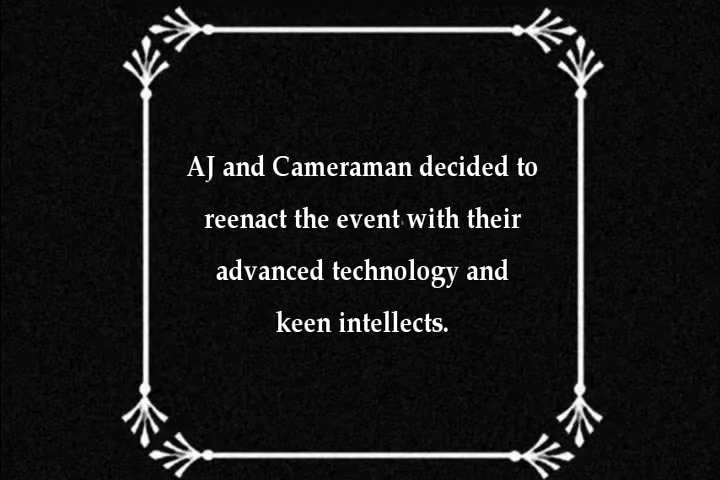 AJ and Cameraman decided to
reenact the event with their
advanced technology and
keen intellects.